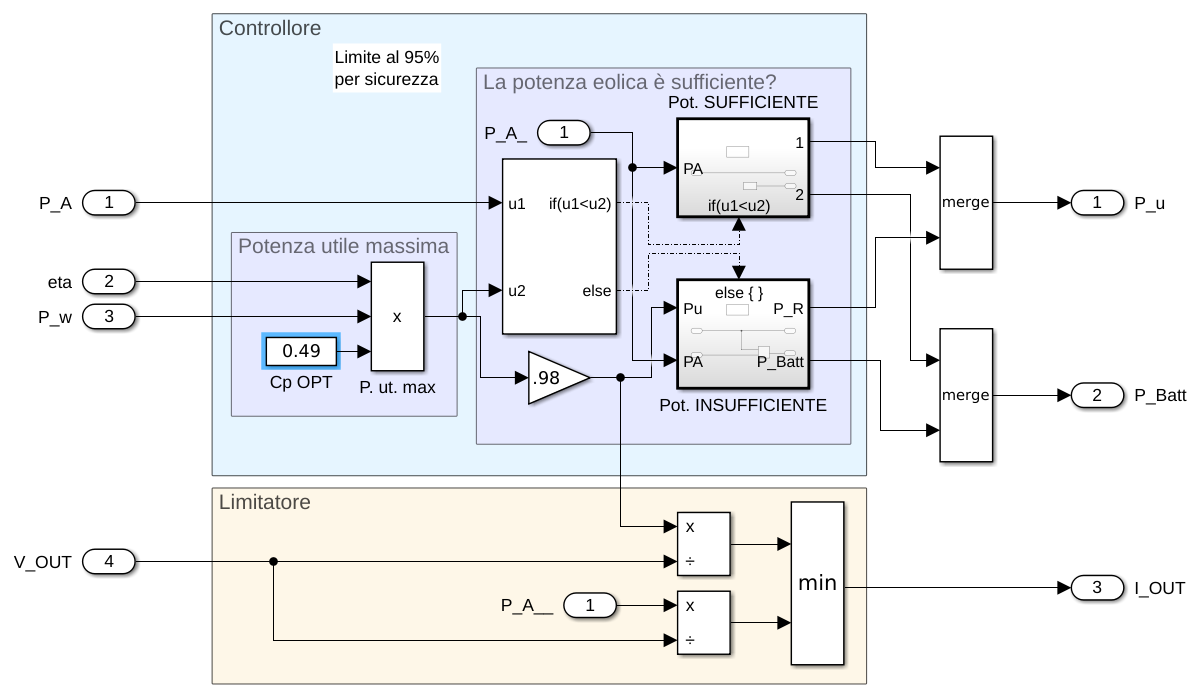 Controllore
Limite al 95%
per sicurezza
La potenza eolica è sufficiente?
Pot. SUFFICIENTE
P_A_ 1
PA
1
2
if(u1<u2)
P_A 1
u1
if(u1<u2)
u2
else
merge
1 P_u
Potenza utile massima
eta 2
P_w 3
x
0.49
Cp OPT
P. ut. max
.98
else { }
Pu
P_R
PA
P_Batt
Pot. INSUFFICIENTE
merge
2 P_Batt
Limitatore
V_OUT 4
x
÷
P_A__ 1
x
÷
min
3 I_OUT